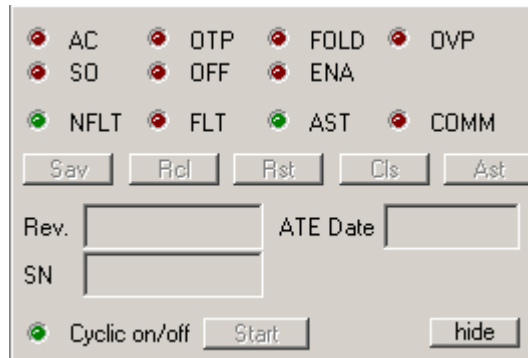 AC OTP FOLD OVP
SO OFF ENA
NFLT FLT AST COMM
Sav Rcl Rst Cls Ast
Rev. ATE Date
SN
Cyclic on/off Start hide